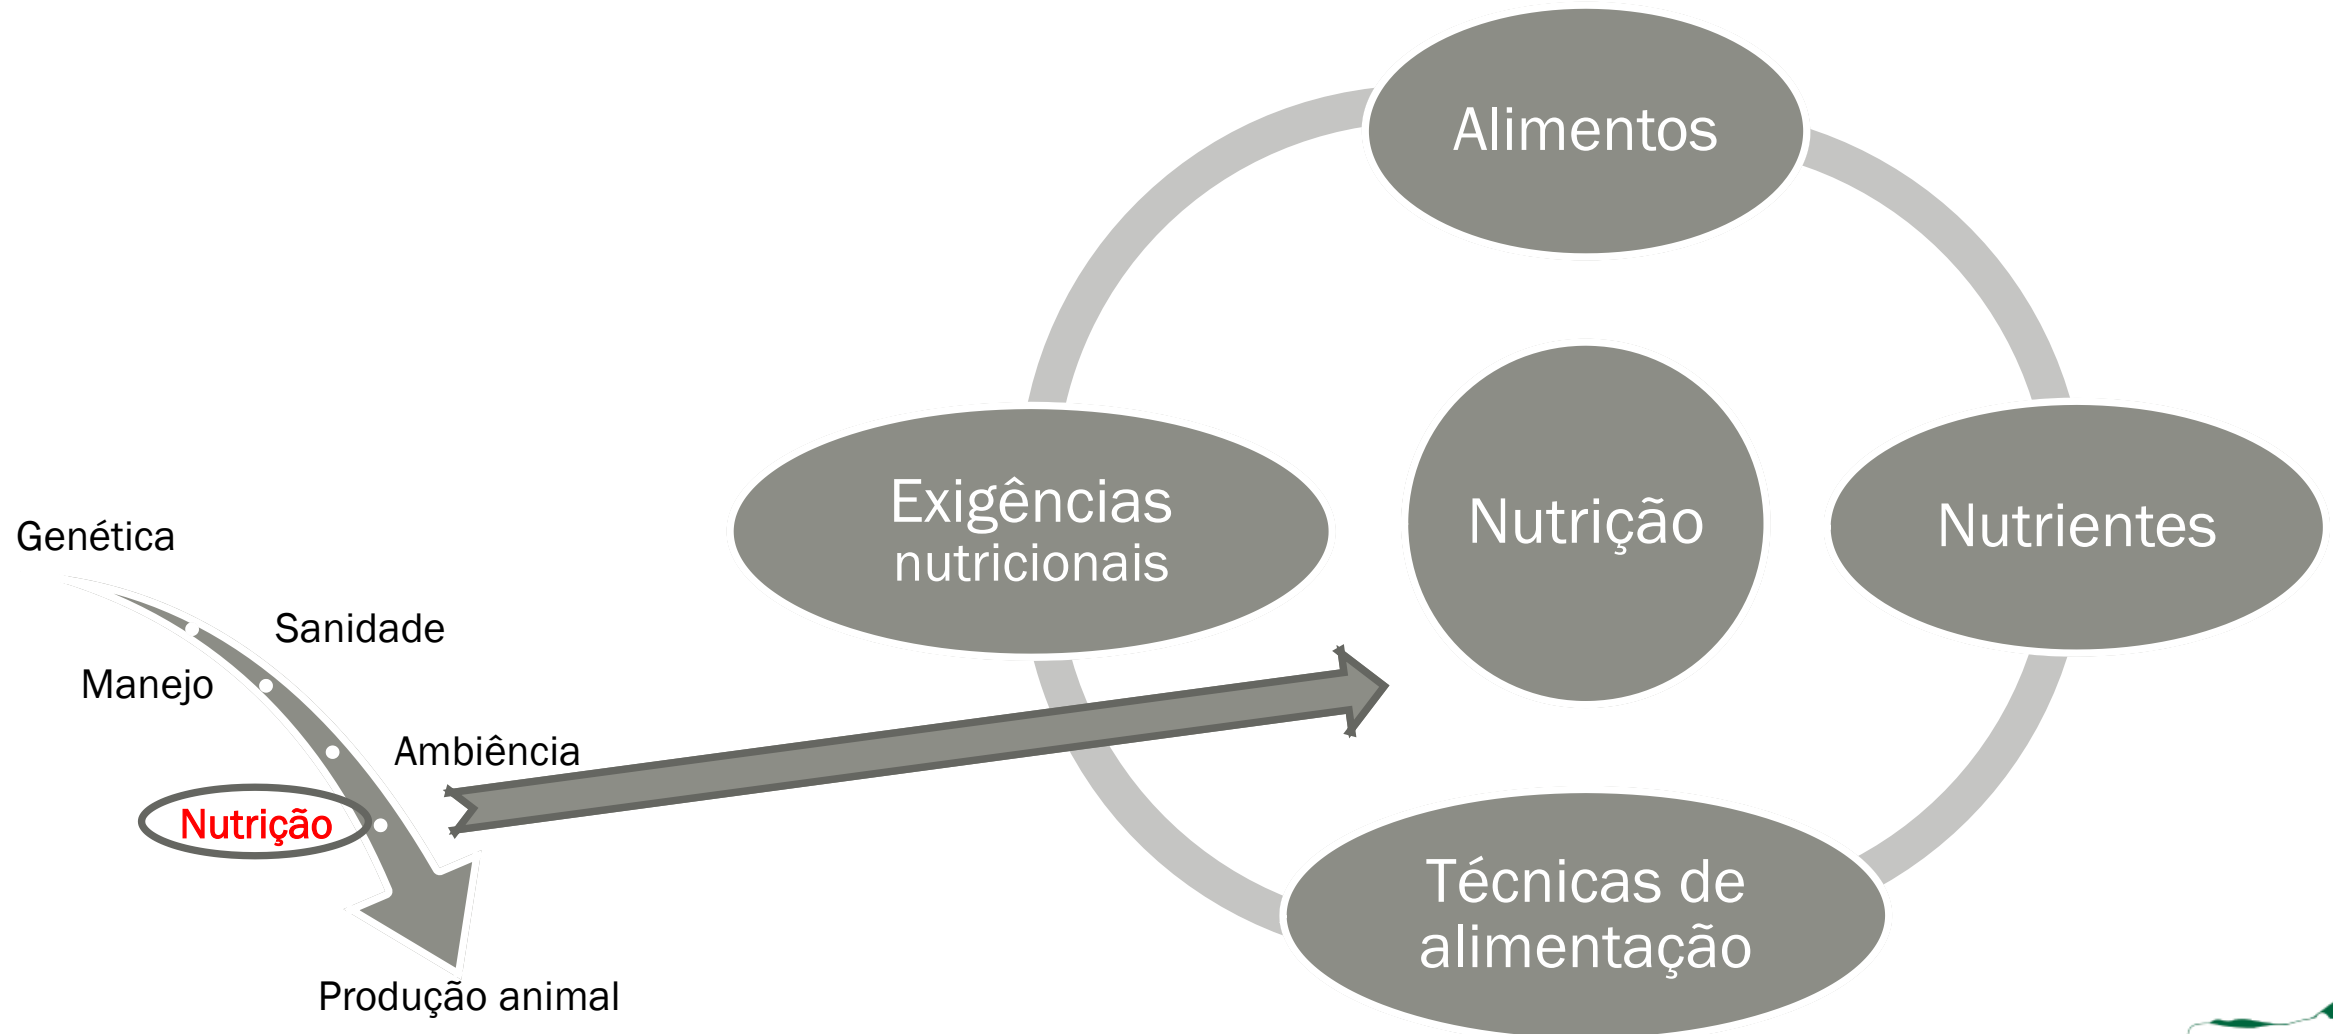 Alimentos
Exigências
nutricionais
Nutrição
Nutrientes
Técnicas de
alimentação
Genética
Sanidade
Manejo
Ambiência
Nutrição
Produção animal